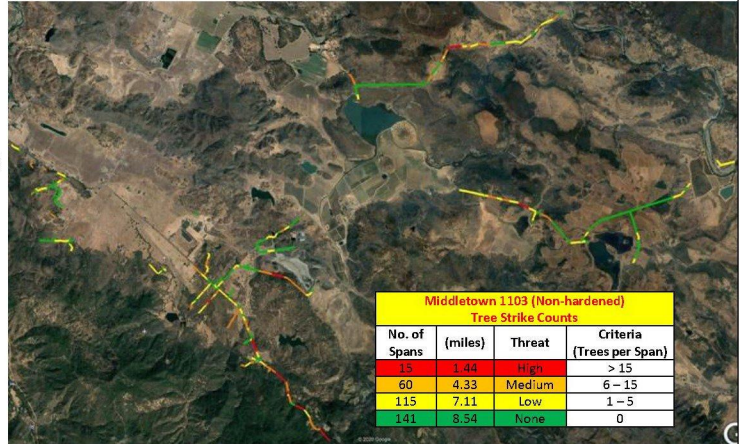 Middletown 1103 (Non-hardened)
Tree Strike Counts
No. of Spans (miles) Threat Criteria (Trees per Span)
15 1.44 High > 15
60 4.33 Medium 6 – 15
115 7.11 Low 1 – 5
141 8.54 None 0
© 2020 Google